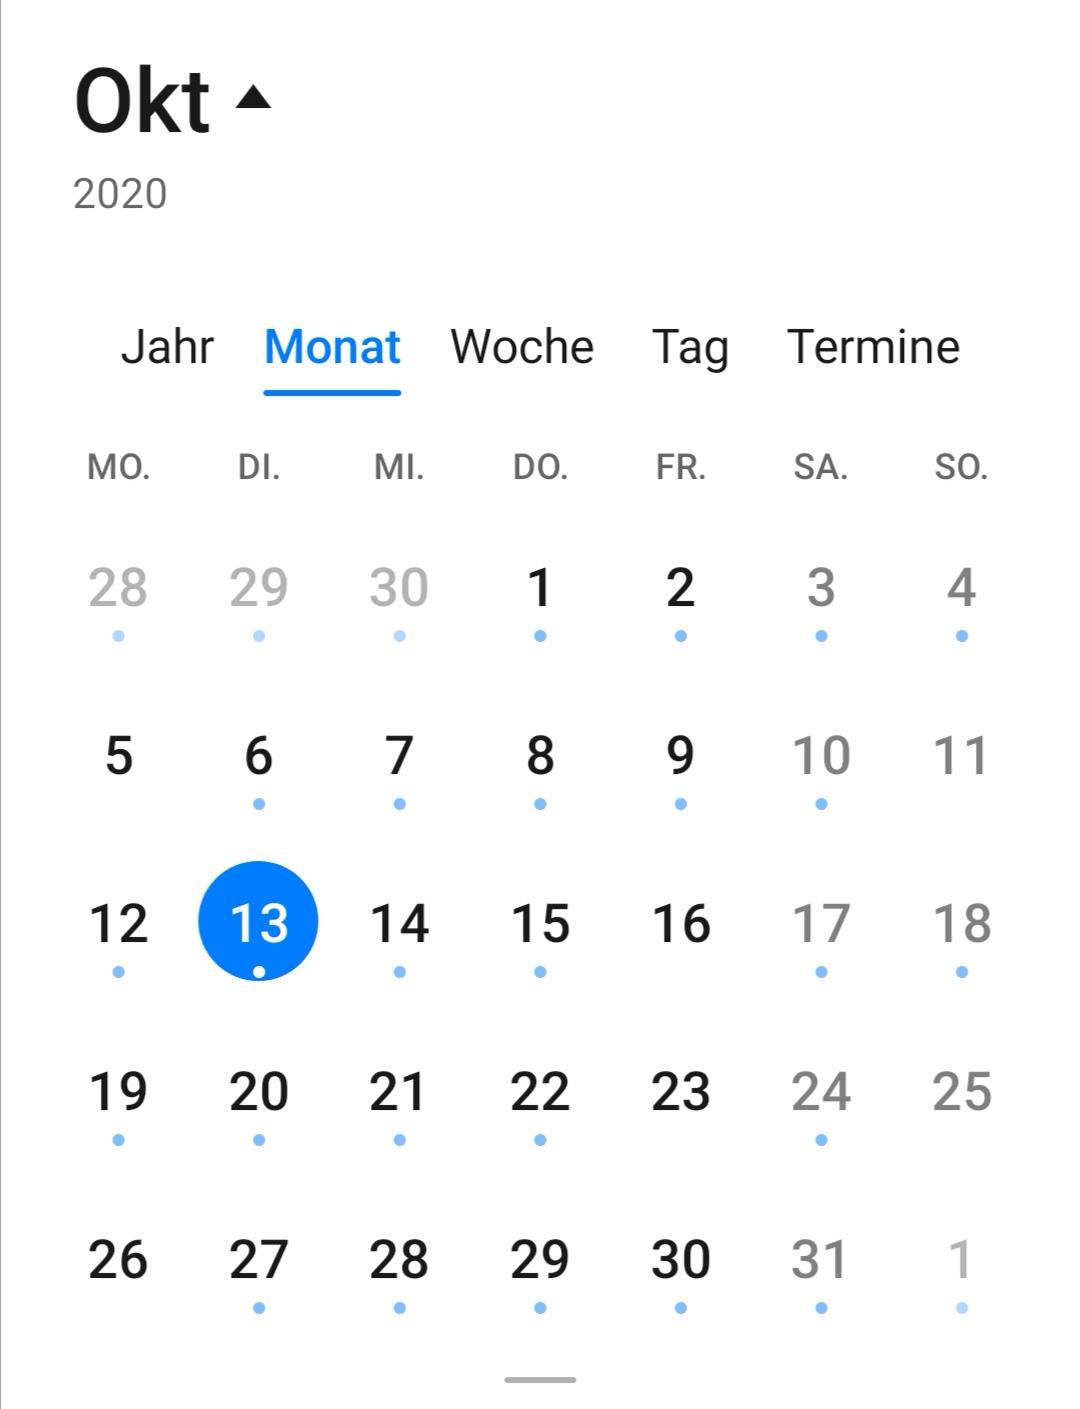 Okt
2020
Jahr Monat Woche Tag Termine
MO. DI. MI. DO. FR. SA. SO.
28 29 30 1 2 3 4
5 6 7 8 9 10 11
12 13 14 15 16 17 18
19 20 21 22 23 24 25
26 27 28 29 30 31 1